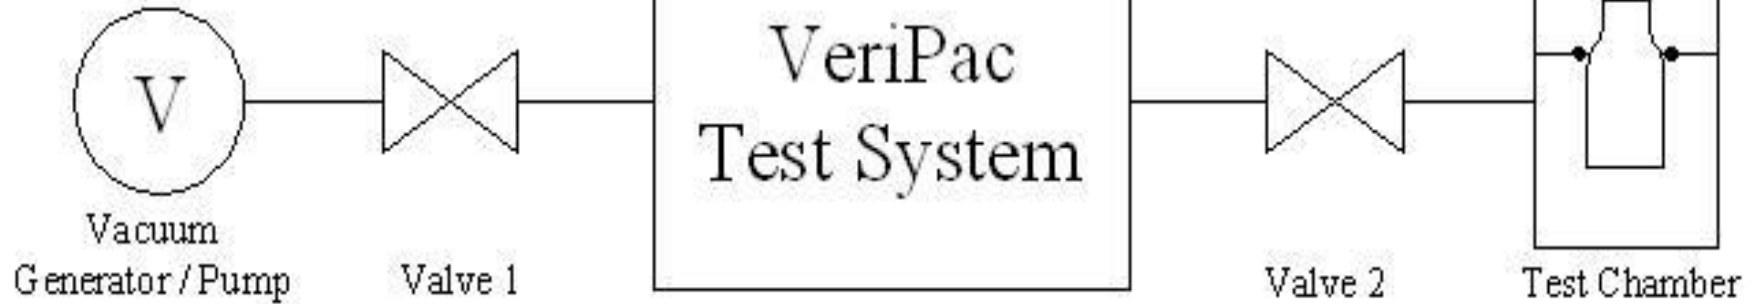 VeriPac
Test System
V
Vacuum
Generator / Pump
Valve 1
Valve 2
Test Chamber